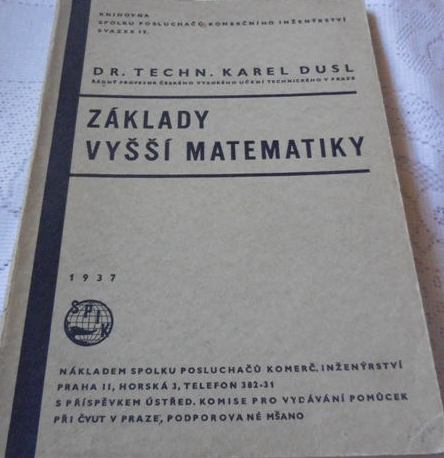 KNIHOVNA
SPOLKU POSLUCHAČŮ KOMERČNÍHO INŽENÝRSTVÍ
SVAZEK
DR. TECHN. KAREL DUSL
ŘÁDNÝ PROFESOR ČESKÉHO VYSOKÉHO UČENÍ TECHNICKÉHO V PRAZE
ZÁKLADY
VYŠŠÍ MATEMATIKY
1937
NÁKLADEM SPOLKU POSLUCHAČŮ KOMERČ. INŽENÝRSTVÍ
PRAHA II, HORSKÁ 3, TELEFON 382-31
S PŘÍSPĚVKEM ÚSTŘED. KOMISE PRO VYDÁVÁNÍ POMŮCEK
PŘI ČVUT V PRAZE, PODPOROVANÉ MŠANO